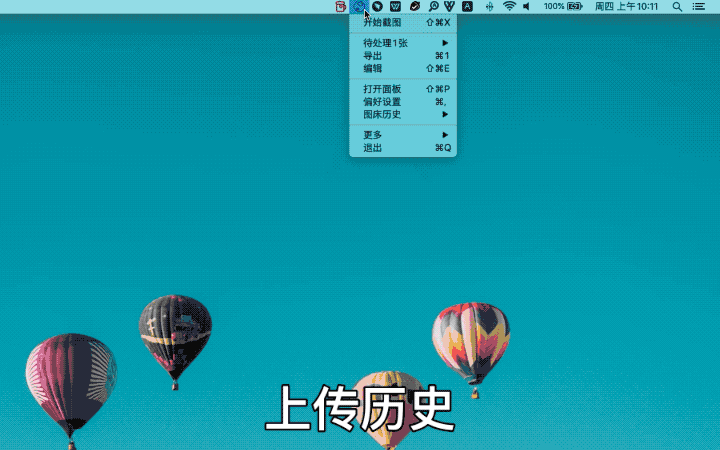 100% 周四 上午10:11
开始截图 ⇧⌘X
待处理1张 ▶
导出 ⌘1
编辑 ⇧⌘E
打开面板 ⇧⌘P
偏好设置 ⌘,
图床历史 ▶
更多 ▶
退出 ⌘Q
上传历史